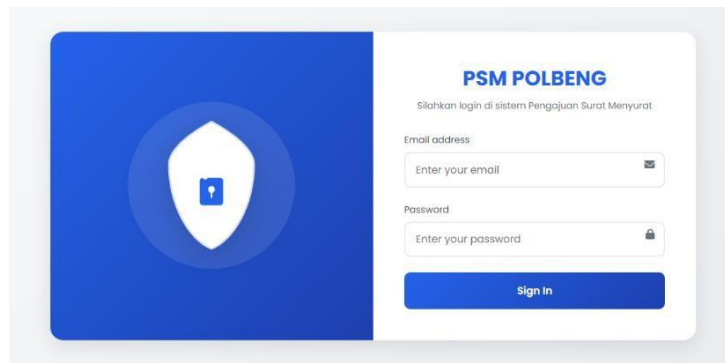 PSM POLBENG
Silahkan login di sistem Pengajuan Surat Menyurat
Email address
Enter your email
Password
Enter your password
Sign In